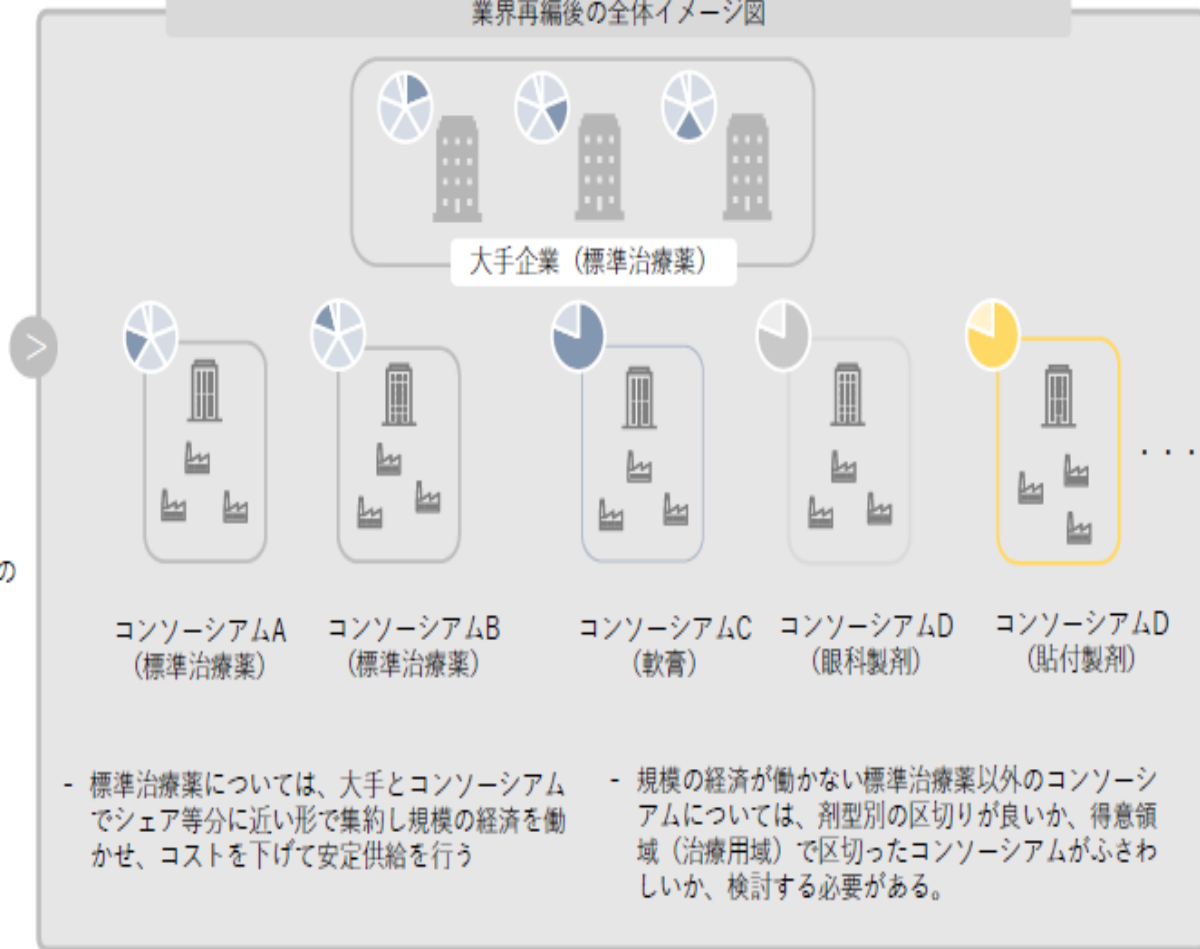 業界再編後の全体イメージ図
大手企業（標準治療薬）
>
の
・・・
コンソーシアムA
（標準治療薬）
コンソーシアムB
（標準治療薬）
コンソーシアムC
（軟膏）
コンソーシアムD
（眼科製剤）
コンソーシアムD
（貼付製剤）
- 標準治療薬については、大手とコンソーシアム
でシェア等分に近い形で集約し規模の経済を働
かせ、コストを下げて安定供給を行う
- 規模の経済が働かない標準治療薬以外のコンソーシ
アムについては、剤型別の区切りが良いか、得意領
域（治療用域）で区切ったコンソーシアムがふさわ
しいか、検討する必要がある。